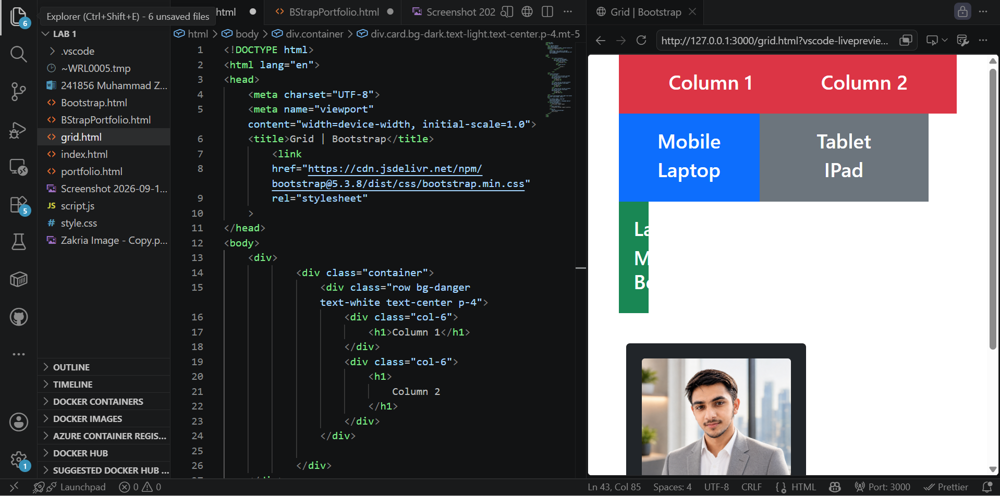 Explorer (Ctrl+Shift+E) - 6 unsaved files
html
BStrapPortfolio.html
Screenshot 202
Grid | Bootstrap
6
LAB 1
.vscode
~WRL0005.tmp
241856 Muhammad Z...
Bootstrap.html
BStrapPortfolio.html
grid.html
index.html
portfolio.html
Screenshot 2026-09-1...
JS script.js
# style.css
Zakria Image - Copy.p...
5
1
OUTLINE
TIMELINE
DOCKER CONTAINERS
DOCKER IMAGES
AZURE CONTAINER REGIS...
DOCKER HUB
SUGGESTED DOCKER HUB ...
html > body > div.container > div.card.bg-dark.text-light.text-center.p-4.mt-5
1 <!DOCTYPE html>
2 <html lang="en">
3 <head>
4 <meta charset="UTF-8">
5 <meta name="viewport"
content="width=device-width, initial-scale=1.0">
6 <title>Grid | Bootstrap</title>
7 <link
8 href="https://cdn.jsdelivr.net/npm/
bootstrap@5.3.8/dist/css/bootstrap.min.css"
9 rel="stylesheet"
10 >
11 </head>
12 <body>
13 <div>
14 <div class="container">
15 <div class="row bg-danger
text-white text-center p-4">
16 <div class="col-6">
17 <h1>Column 1</h1>
18 </div>
19 <div class="col-6">
20 <h1>
21 Column 2
22 </h1>
23 </div>
24 </div>
25
26 </div>
http://127.0.0.1:3000/grid.html?vscode-livepreview...
Column 1 Column 2
Mobile Tablet
Laptop IPad
La
M
Launchpad 0 0
Ln 43, Col 85 Spaces: 4 UTF-8 CRLF {} HTML Port: 3000 Prettier